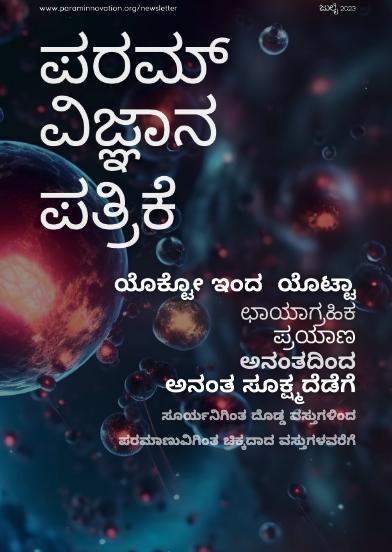 www.paraminnovation.org/newsletter
ಜುಲೈ 2023
ಪರಮ್
ವಿಜ್ಞಾನ
ಪತ್ರಿಕೆ
ಯೊಕ್ಟೋ ಇಂದ ಯೊಟ್ಟಾ
ಛಾಯಾಗ್ರಹಿಕ
ಪ್ರಯಾಣ
ಅನಂತದಿಂದ
ಅನಂತ ಸೂಕ್ಷ್ಮದೆಡೆಗೆ
ಸೂರ್ಯನಿಗಿಂತ ದೊಡ್ಡ ವಸ್ತುಗಳಿಂದ
ಪರಮಾಣುವಿಗಿಂತ ಚಿಕ್ಕದಾದ ವಸ್ತುಗಳವರೆಗೆ